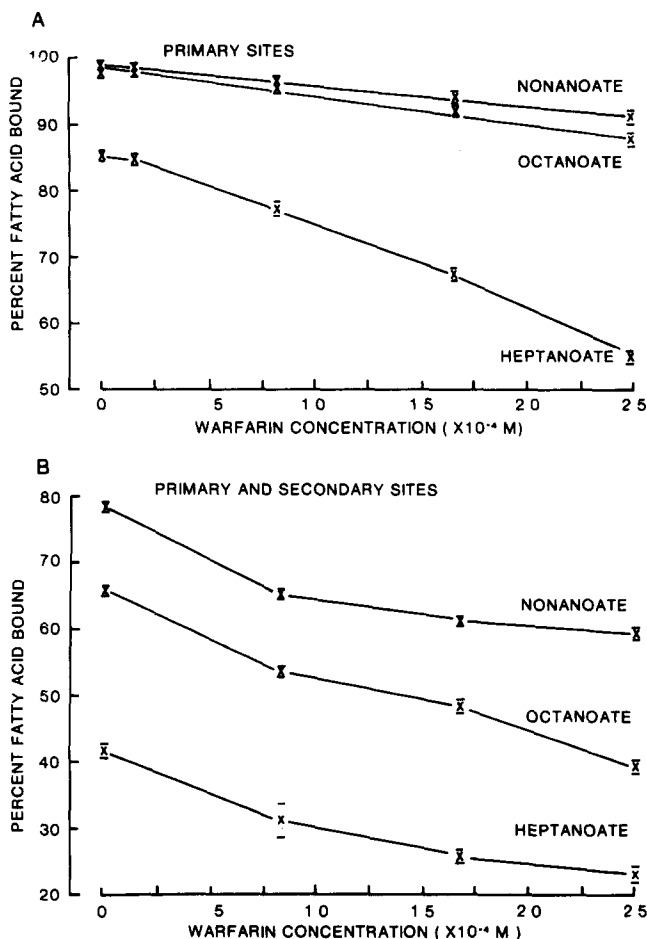 A
PRIMARY SITES
100
90
80
70
60
50
PERCENT FATTY ACID BOUND
NONANOATE
OCTANOATE
HEPTANOATE
0 5 10 15 20 25
WARFARIN CONCENTRATION ( X10⁻⁴ M)
B
PRIMARY AND SECONDARY SITES
80
70
60
50
40
30
20
PERCENT FATTY ACID BOUND
NONANOATE
OCTANOATE
HEPTANOATE
0 5 10 15 20 25
WARFARIN CONCENTRATION ( X10⁻⁴ M )